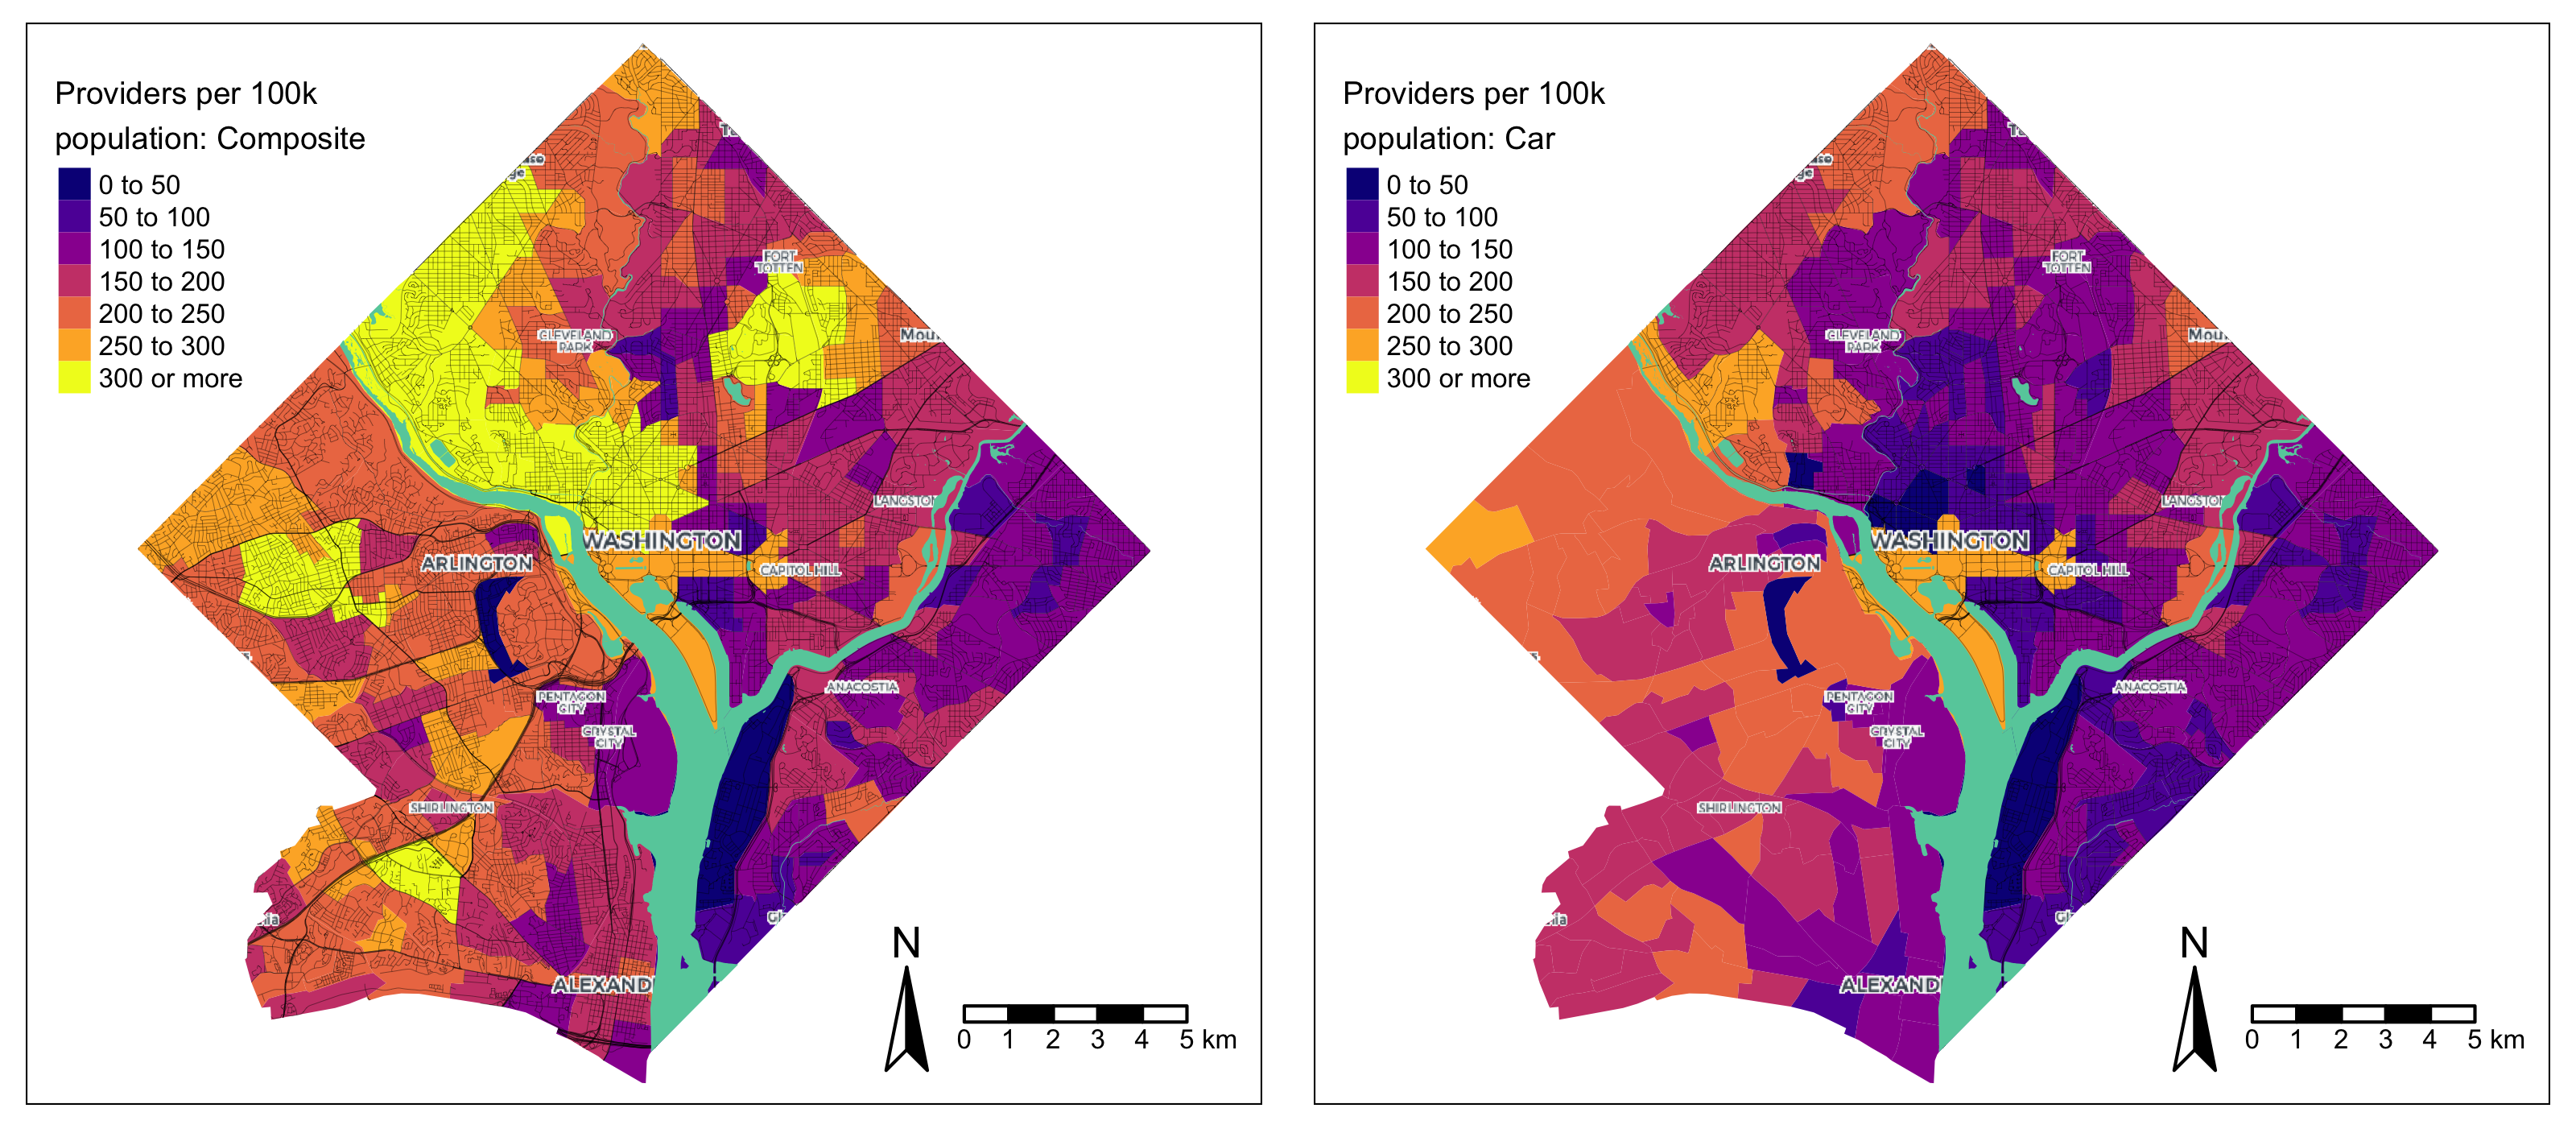 Providers per 100k
population: Composite
0 to 50
50 to 100
100 to 150
150 to 200
200 to 250
250 to 300
300 or more
FORT
TOTTEN
CLEVELAND
PARK
Mou
LANGSTON
WASHINGTON
ARLINGTON
CAPITOL HILL
PENTAGON
CITY
ANACOSTIA
CRYSTAL
CITY
SHIRLINGTON
ALEXAND
N
0 1 2 3 4 5 km
Providers per 100k
population: Car
0 to 50
50 to 100
100 to 150
150 to 200
200 to 250
250 to 300
300 or more
FORT
TOTTEN
CLEVELAND
PARK
Mou
LANGSTON
WASHINGTON
ARLINGTON
CAPITOL HILL
PENTAGON
CITY
ANACOSTIA
CRYSTAL
CITY
SHIRLINGTON
ALEXAND
N
0 1 2 3 4 5 km